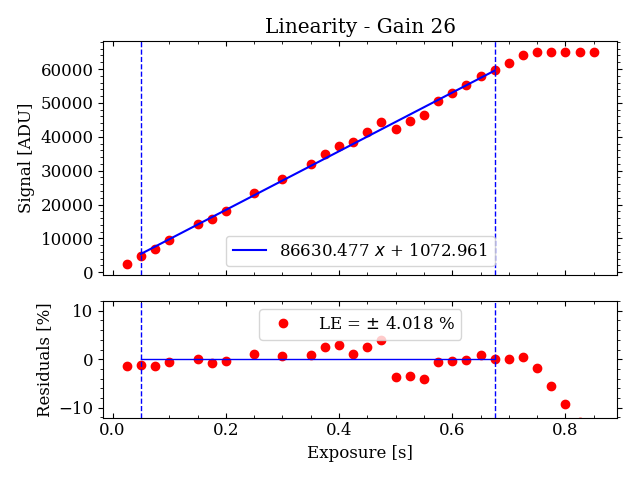 Linearity - Gain 26
Signal [ADU]
60000
50000
40000
30000
20000
10000
0
86630.477 x + 1072.961
Residuals [%]
10
0
−10
LE = ± 4.018 %
0.0 0.2 0.4 0.6 0.8
Exposure [s]